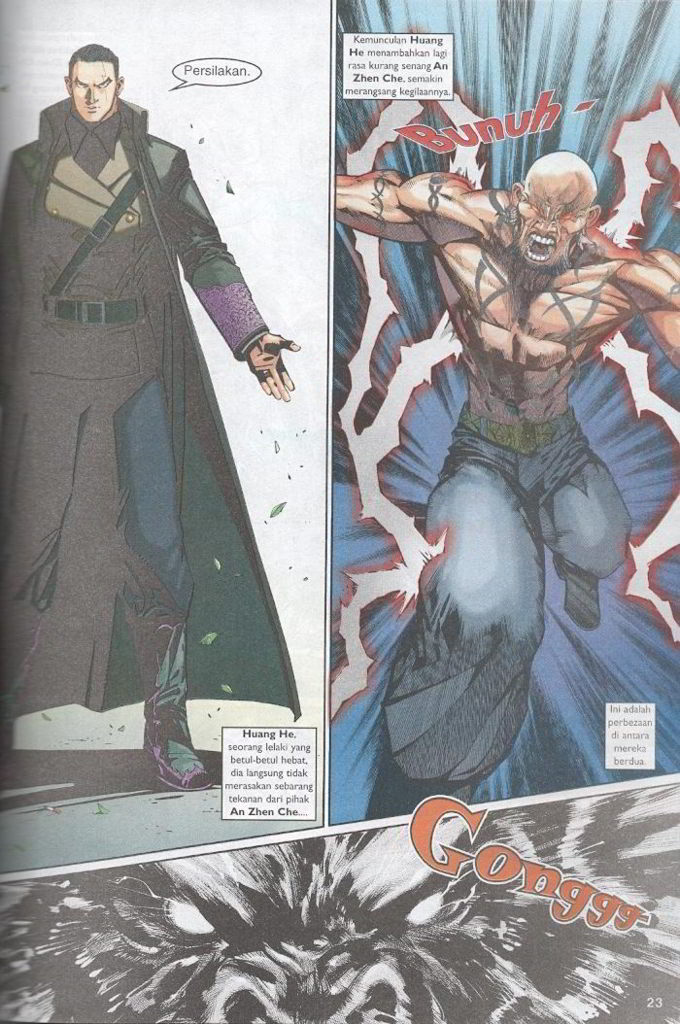 Persilakan.
Huang He,
seorang lelaki yang
betul-betul hebat,
dia langsung tidak
merasakan sebarang
tekanan dari pihak
An Zhen Che....
Kemunculan Huang
He menambahkan lagi
rasa kurang senang An
Zhen Che, semakin
merangsang kegilaannya.
Bunuh -
Ini adalah
perbezaan
di antara
mereka
berdua.
Gonggg-
23